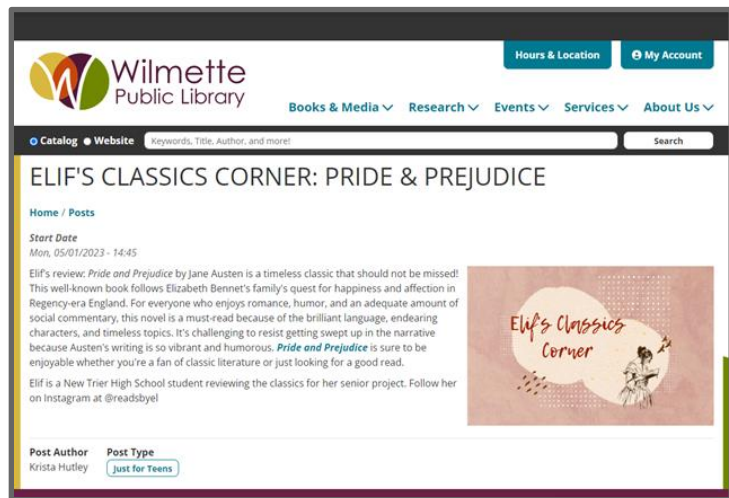 Hours & Location
My Account
Wilmette
Public Library
Books & Media
Research
Events
Services
About Us
Catalog
Website
Keywords, Title, Author, and more!
Search
ELIF'S CLASSICS CORNER: PRIDE & PREJUDICE
Home / Posts
Start Date
Mon, 05/01/2023 - 14:45
Elif's review: Pride and Prejudice by Jane Austen is a timeless classic that should not be missed!
This well-known book follows Elizabeth Bennet's family's quest for happiness and affection in
Regency-era England. For everyone who enjoys romance, humor, and an adequate amount of
social commentary, this novel is a must-read because of the brilliant language, endearing
characters, and timeless topics. It's challenging to resist getting swept up in the narrative
because Austen's writing is so vibrant and humorous. Pride and Prejudice is sure to be
enjoyable whether you're a fan of classic literature or just looking for a good read.
Elif is a New Trier High School student reviewing the classics for her senior project. Follow her
on Instagram at @readsbyel
Elif's Classics
Corner
Post Author
Krista Hutley
Post Type
Just for Teens